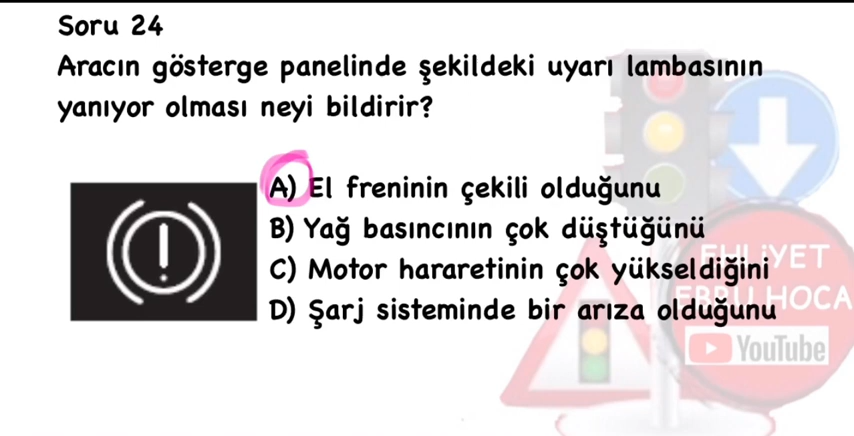 Soru 24
Aracın gösterge panelinde şekildeki uyarı lambasının
yanıyor olması neyi bildirir?
A) El freninin çekili olduğunu
B) Yağ basıncının çok düştüğünü
C) Motor hararetinin çok yükseldiğini
D) Şarj sisteminde bir arıza olduğunu
EHLİYET
EBRU HOCA
YouTube